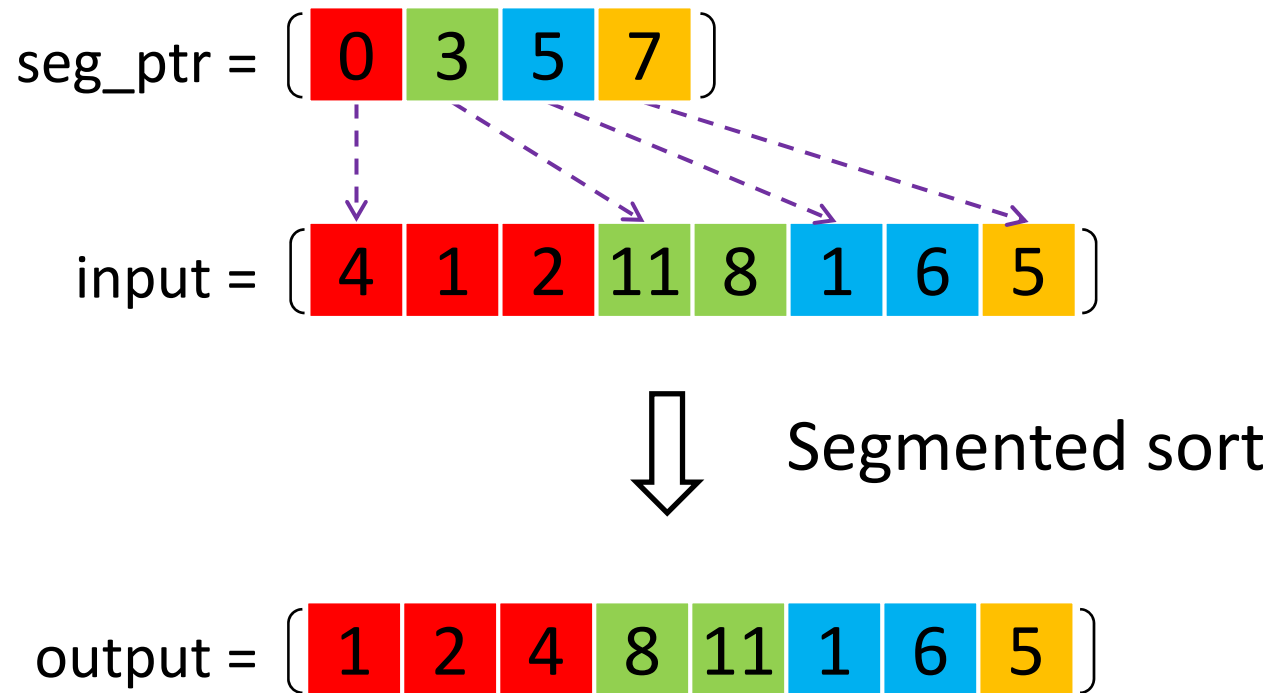 seg_ptr = 0 3 5 7
input = 4 1 2 11 8 1 6 5
Segmented sort
output = 1 2 4 8 11 1 6 5